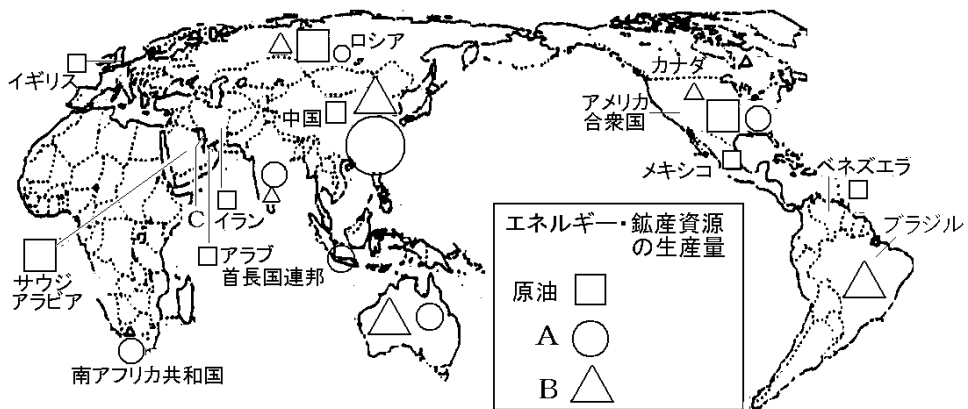 ロシア
イギリス
カナダ
中国
アメリカ
合衆国
メキシコ
ベネズエラ
ブラジル
C
イラン
サウジ
アラビア
アラブ
首長国連邦
南アフリカ共和国
エネルギー・鉱産資源
の生産量
原油
A
B